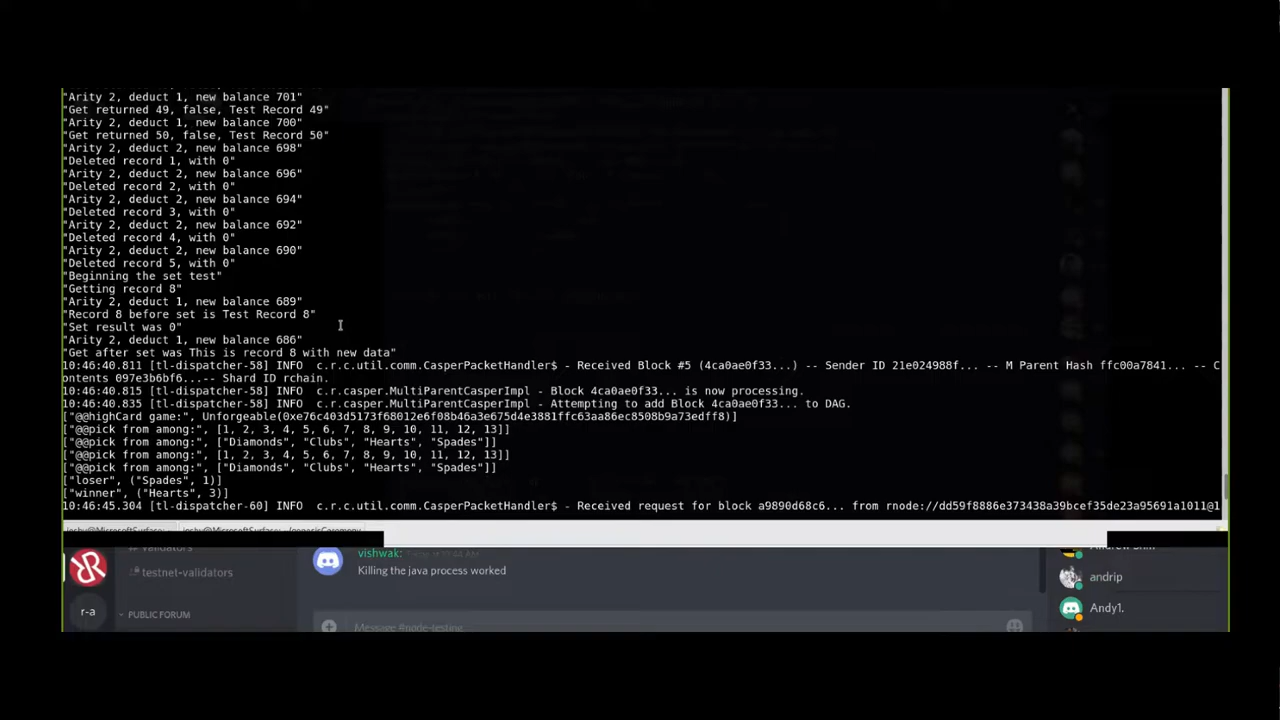 "Arity 2, deduct 1, new balance 701"
"Get returned 49, false, Test Record 49"
"Arity 2, deduct 1, new balance 700"
"Get returned 50, false, Test Record 50"
"Arity 2, deduct 2, new balance 698"
"Deleted record 1, with 0"
"Arity 2, deduct 2, new balance 696"
"Deleted record 2, with 0"
"Arity 2, deduct 2, new balance 694"
"Deleted record 3, with 0"
"Arity 2, deduct 2, new balance 692"
"Deleted record 4, with 0"
"Arity 2, deduct 2, new balance 690"
"Deleted record 5, with 0"
"Beginning the set test"
"Getting record 8"
"Arity 2, deduct 1, new balance 689"
"Record 8 before set is Test Record 8"
"Set result was 0"
"Arity 2, deduct 1, new balance 686"
"Get after set was This is record 8 with new data"
10:46:40.811 [tl-dispatcher-58] INFO  c.r.c.util.comm.CasperPacketHandler$ - Received Block #5 (4ca0ae0f33...) -- Sender ID 21e024988f... -- M Parent Hash ffc00a7841... -- C
ontents 097e3b6bf6...-- Shard ID rchain.
10:46:40.815 [tl-dispatcher-58] INFO  c.r.casper.MultiParentCasperImpl - Block 4ca0ae0f33... is now processing.
10:46:40.835 [tl-dispatcher-58] INFO  c.r.casper.MultiParentCasperImpl - Attempting to add Block 4ca0ae0f33... to DAG.
["@@highCard game:", Unforgeable(0xe76c403d5173f68012e6f08b46a3e675d4e3881ffc63aa86ec8508b9a73edff8)]
["@@pick from among:", [1, 2, 3, 4, 5, 6, 7, 8, 9, 10, 11, 12, 13]]
["@@pick from among:", ["Diamonds", "Clubs", "Hearts", "Spades"]]
["@@pick from among:", [1, 2, 3, 4, 5, 6, 7, 8, 9, 10, 11, 12, 13]]
["@@pick from among:", ["Diamonds", "Clubs", "Hearts", "Spades"]]
["loser", ("Spades", 1)]
["winner", ("Hearts", 3)]
10:46:45.304 [tl-dispatcher-60] INFO  c.r.c.util.comm.CasperPacketHandler$ - Received request for block a9890d68c6... from rnode://dd59f8886e373438a39bcef35de23a95691a1011@1
validators
vishwak:
testnet-validators
Killing the java process worked
andrip
r-a
PUBLIC FORUM
Andy1.
Message #node-testing